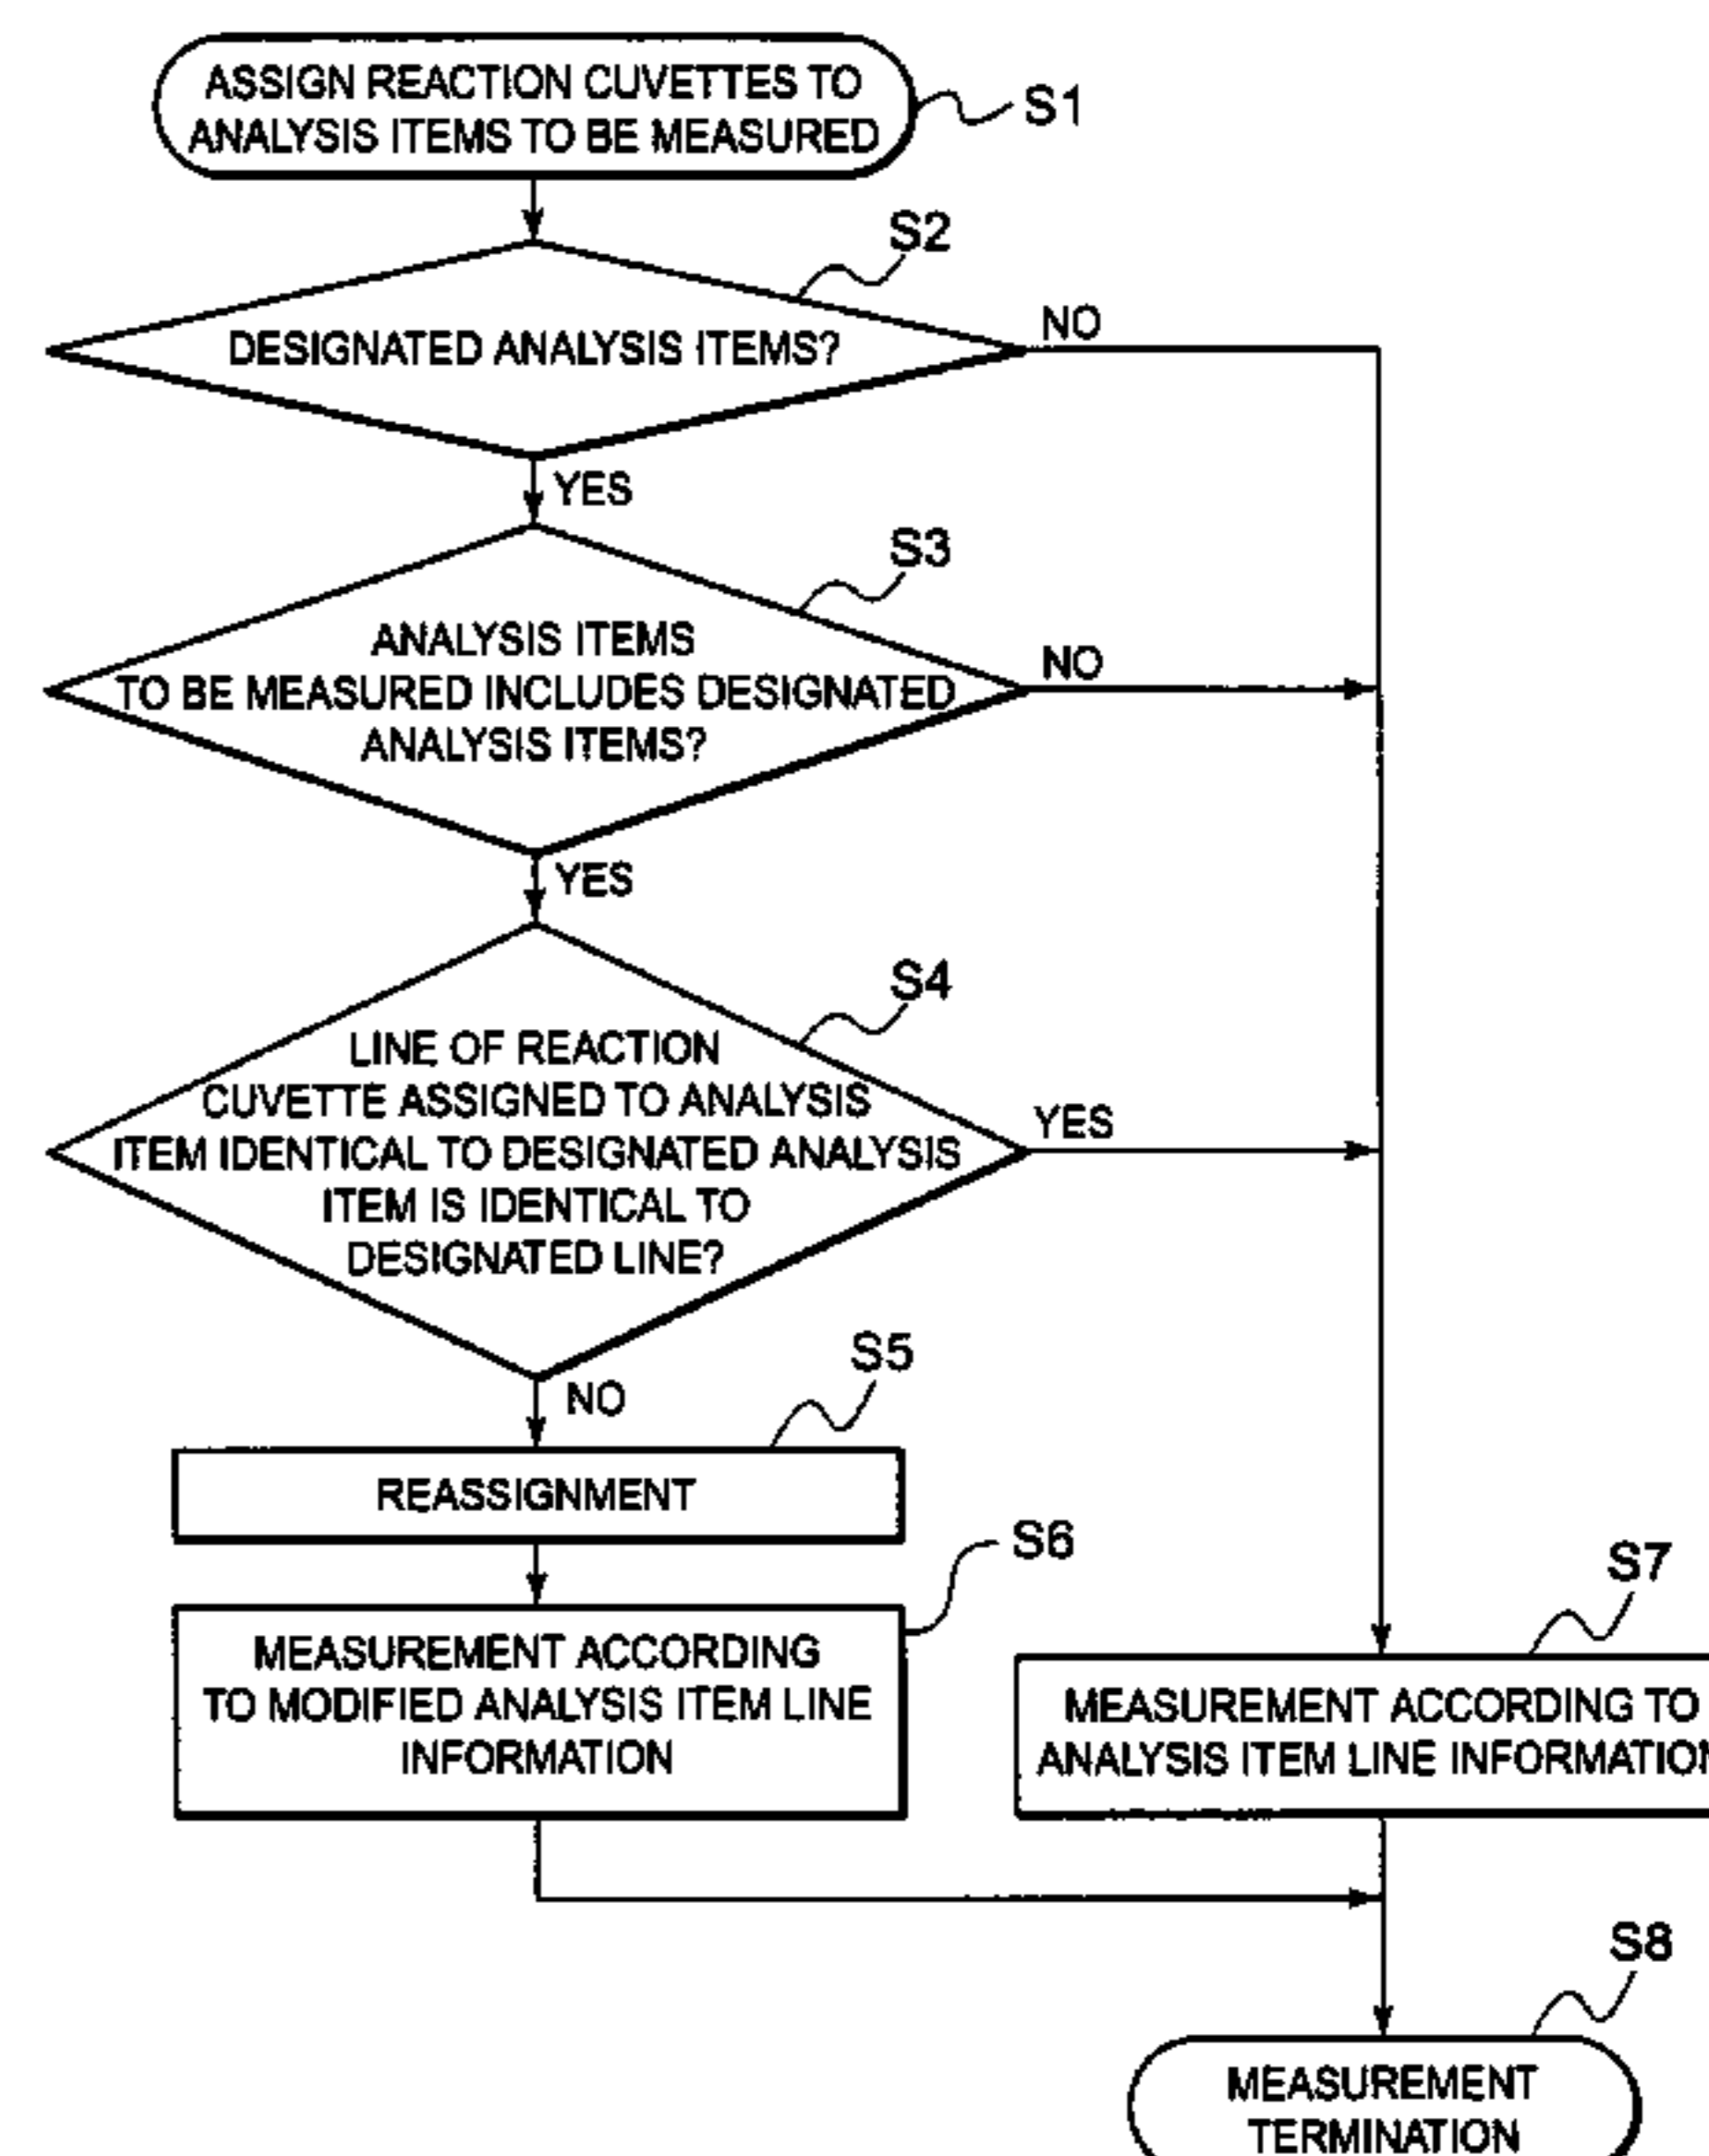 ASSIGN REACTION CUVETTES TO
ANALYSIS ITEMS TO BE MEASURED
S1
S2
DESIGNATED ANALYSIS ITEMS?
NO
YES
S3
ANALYSIS ITEMS
TO BE MEASURED INCLUDES DESIGNATED
ANALYSIS ITEMS?
NO
YES
S4
LINE OF REACTION
CUVETTE ASSIGNED TO ANALYSIS
ITEM IDENTICAL TO DESIGNATED ANALYSIS
ITEM IS IDENTICAL TO
DESIGNATED LINE?
YES
NO
S5
REASSIGNMENT
S6
MEASUREMENT ACCORDING
TO MODIFIED ANALYSIS ITEM LINE
INFORMATION
S7
MEASUREMENT ACCORDING TO
ANALYSIS ITEM LINE INFORMATION
S8
MEASUREMENT
TERMINATION